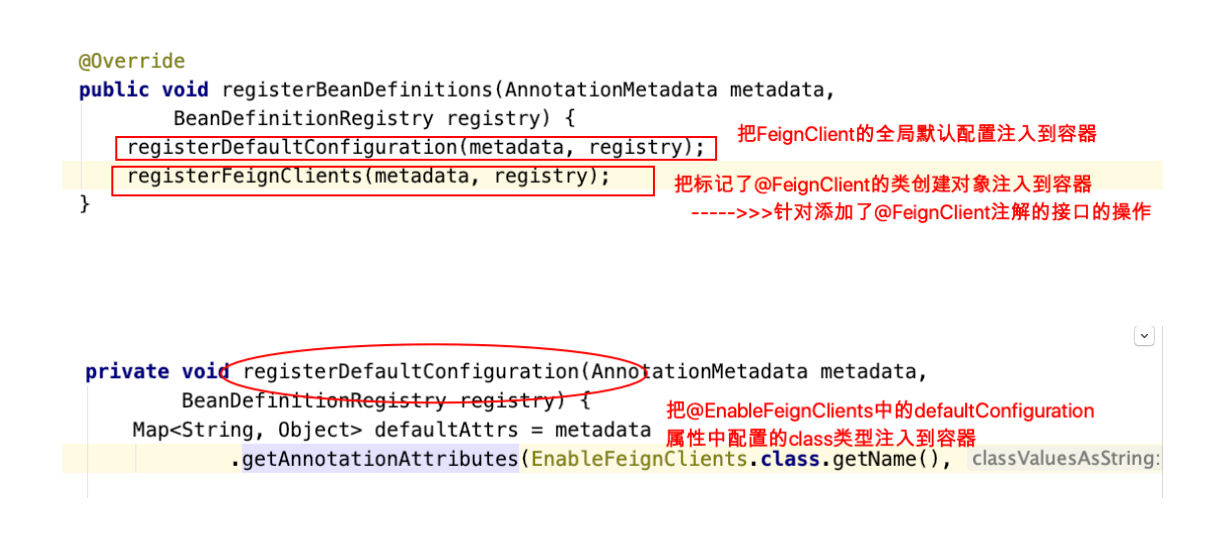 @Override
public void registerBeanDefinitions(AnnotationMetadata metadata,
BeanDefinitionRegistry registry) {
registerDefaultConfiguration(metadata, registry);
把FeignClient的全局默认配置注入到容器
registerFeignClients(metadata, registry);
把标记了@FeignClient的类创建对象注入到容器
----->>>针对添加了@FeignClient注解的接口的操作
}
private void registerDefaultConfiguration(AnnotationMetadata metadata,
BeanDefinitionRegistry registry) {
把@EnableFeignClients中的defaultConfiguration
Map<String, Object> defaultAttrs = metadata
属性中配置的class类型注入到容器
.getAnnotationAttributes(EnableFeignClients.class.getName(), classValuesAsString: